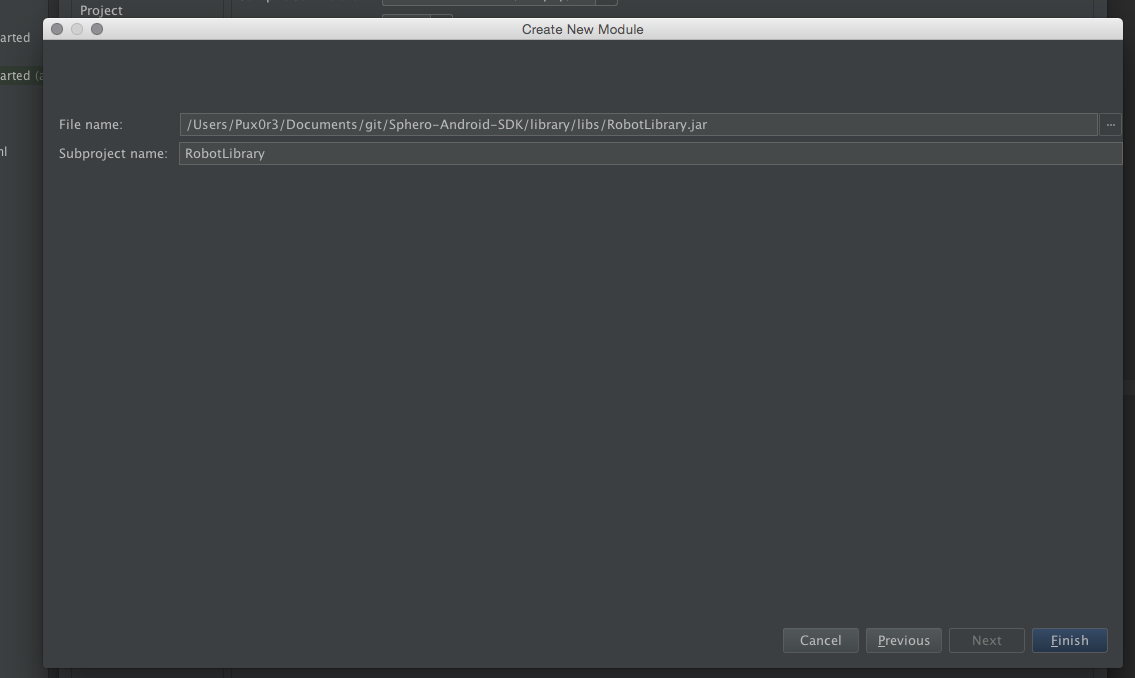 Project
Create New Module
arted
arted (a
ml
File name:
/Users/Pux0r3/Documents/git/Sphero-Android-SDK/library/libs/RobotLibrary.jar
...
Subproject name:
RobotLibrary
Cancel
Previous
Next
Finish